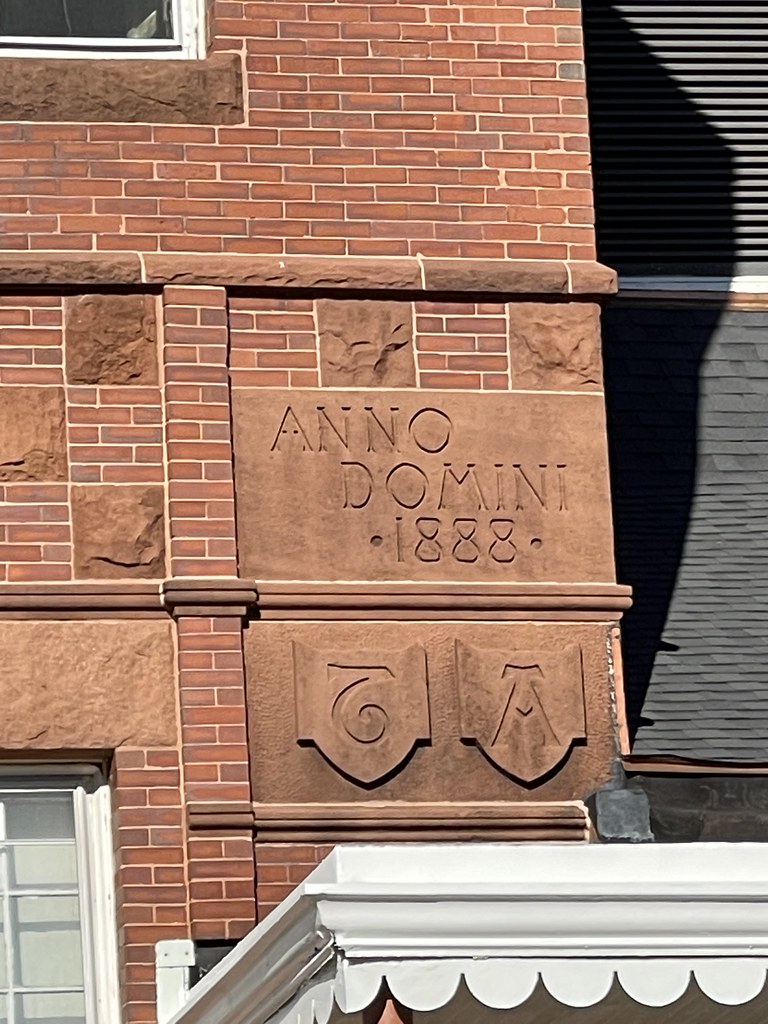 ANNO
DOMINI
·1888·
T A